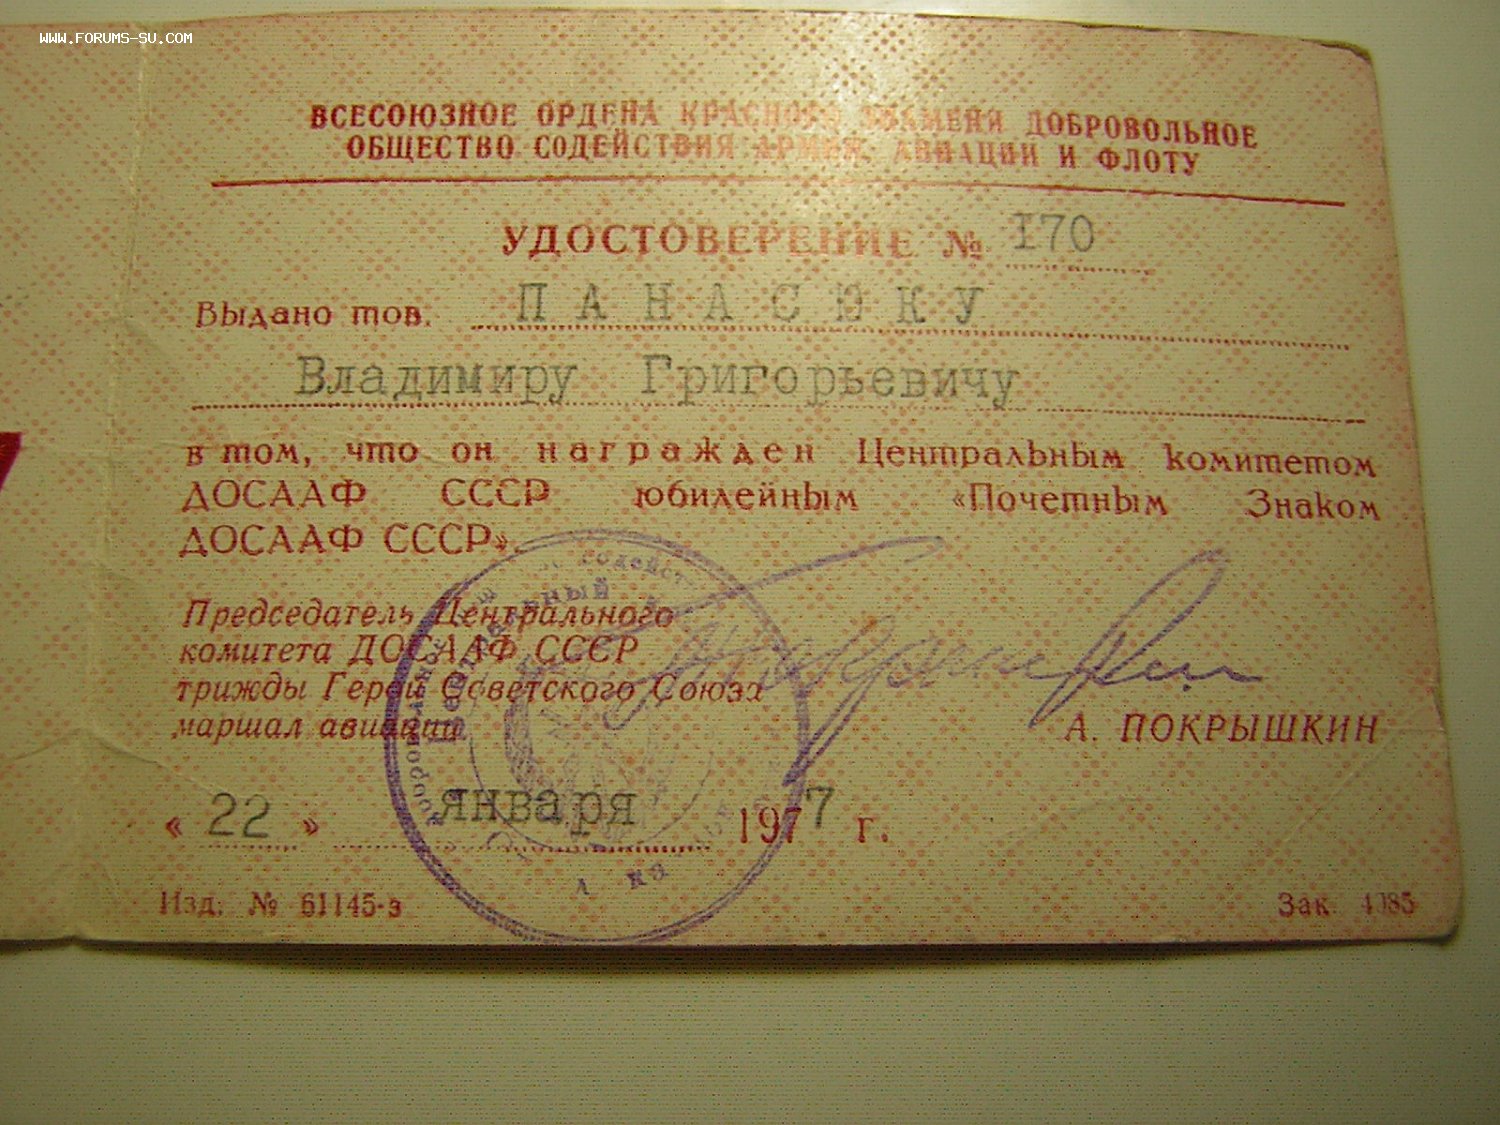 WWW.FORUMS-SU.COM
ВСЕСОЮЗНОЕ ОРДЕНА КРАСНОГО ЗНАМЕНИ ДОБРОВОЛЬНОЕ
ОБЩЕСТВО СОДЕЙСТВИЯ АРМИИ, АВИАЦИИ И ФЛОТУ
УДОСТОВЕРЕНИЕ № 170
Выдано тов. ПАНАСЮКУ
Владимиру Григорьевичу
в том, что он награжден Центральным комитетом
ДОСААФ СССР юбилейным «Почетным Знаком
ДОСААФ СССР».
Председатель Центрального
комитета ДОСААФ СССР
трижды Герой Советского Союза
маршал авиации
А. ПОКРЫШКИН
« 22 » января 1977 г.
Изд. № 61145-з
Зак.